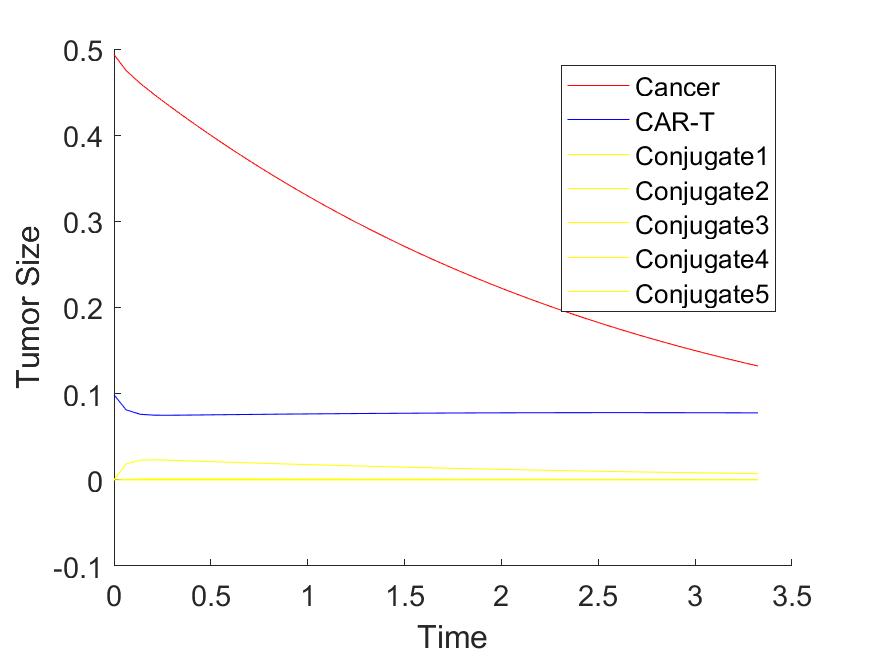 0.5
0.4
0.3
0.2
0.1
0
-0.1
Tumor Size
Cancer
CAR-T
Conjugate1
Conjugate2
Conjugate3
Conjugate4
Conjugate5
0 0.5 1 1.5 2 2.5 3 3.5
Time